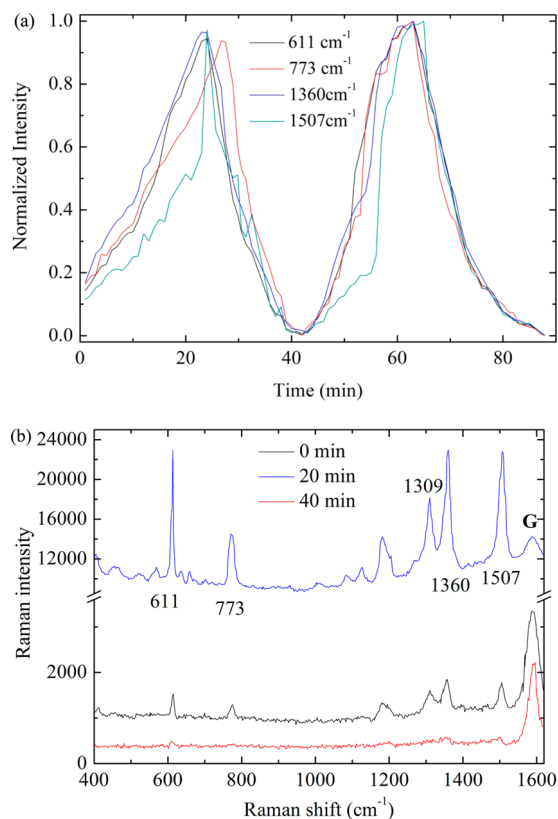 (a)
1.0
0.8
0.6
0.4
0.2
0.0
Normalized Intensity
611 cm⁻¹
773 cm⁻¹
1360cm⁻¹
1507cm⁻¹
0 20 40 60 80
Time (min)
(b)
24000
20000
16000
12000
2000
0
Raman intensity
0 min
20 min
40 min
1309
G
611
773
1360
1507
400 600 800 1000 1200 1400 1600
Raman shift (cm⁻¹)